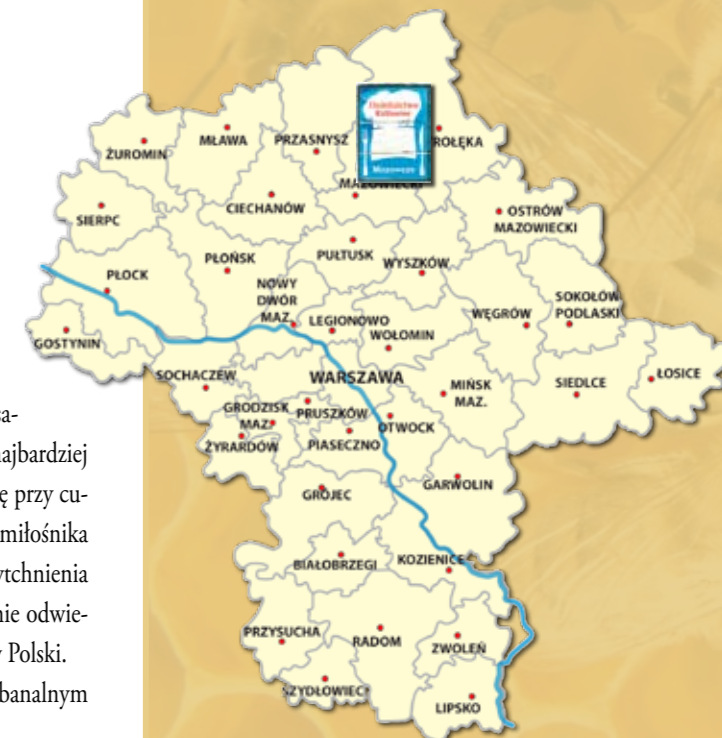 ROŁĘKA
MŁAWA
PRZASNYSZ
ŻUROMIN
MAZOWIECKI
CIECHANÓW
SIERPC
OSTRÓW
MAZOWIECKI
PUŁTUSK
PŁOŃSK
WYSZKÓW
PŁOCK
NOWY
DWÓR
MAZ.
SOKOŁÓW
PODLASKI
WĘGRÓW
LEGIONOWO
WOŁOMIN
GOSTYNIN
SOCHACZEW
WARSZAWA
MIŃSK
MAZ.
SIEDLCE
ŁOSICE
GRODZISK
MAZ.
PRUSZKÓW
OTWOCK
ŻYRARDÓW
PIASECZNO
GARWOLIN
GRÓJEC
BIAŁOBRZEGI
KOZIENICE
PRZYSUCHA
RADOM
ZWOLEŃ
SZYDŁOWIEC
LIPSKO
sa-
ajbardziej
ę przy cu-
miłośnika
ytchnienia
nie odwie-
y Polski.
banalnym